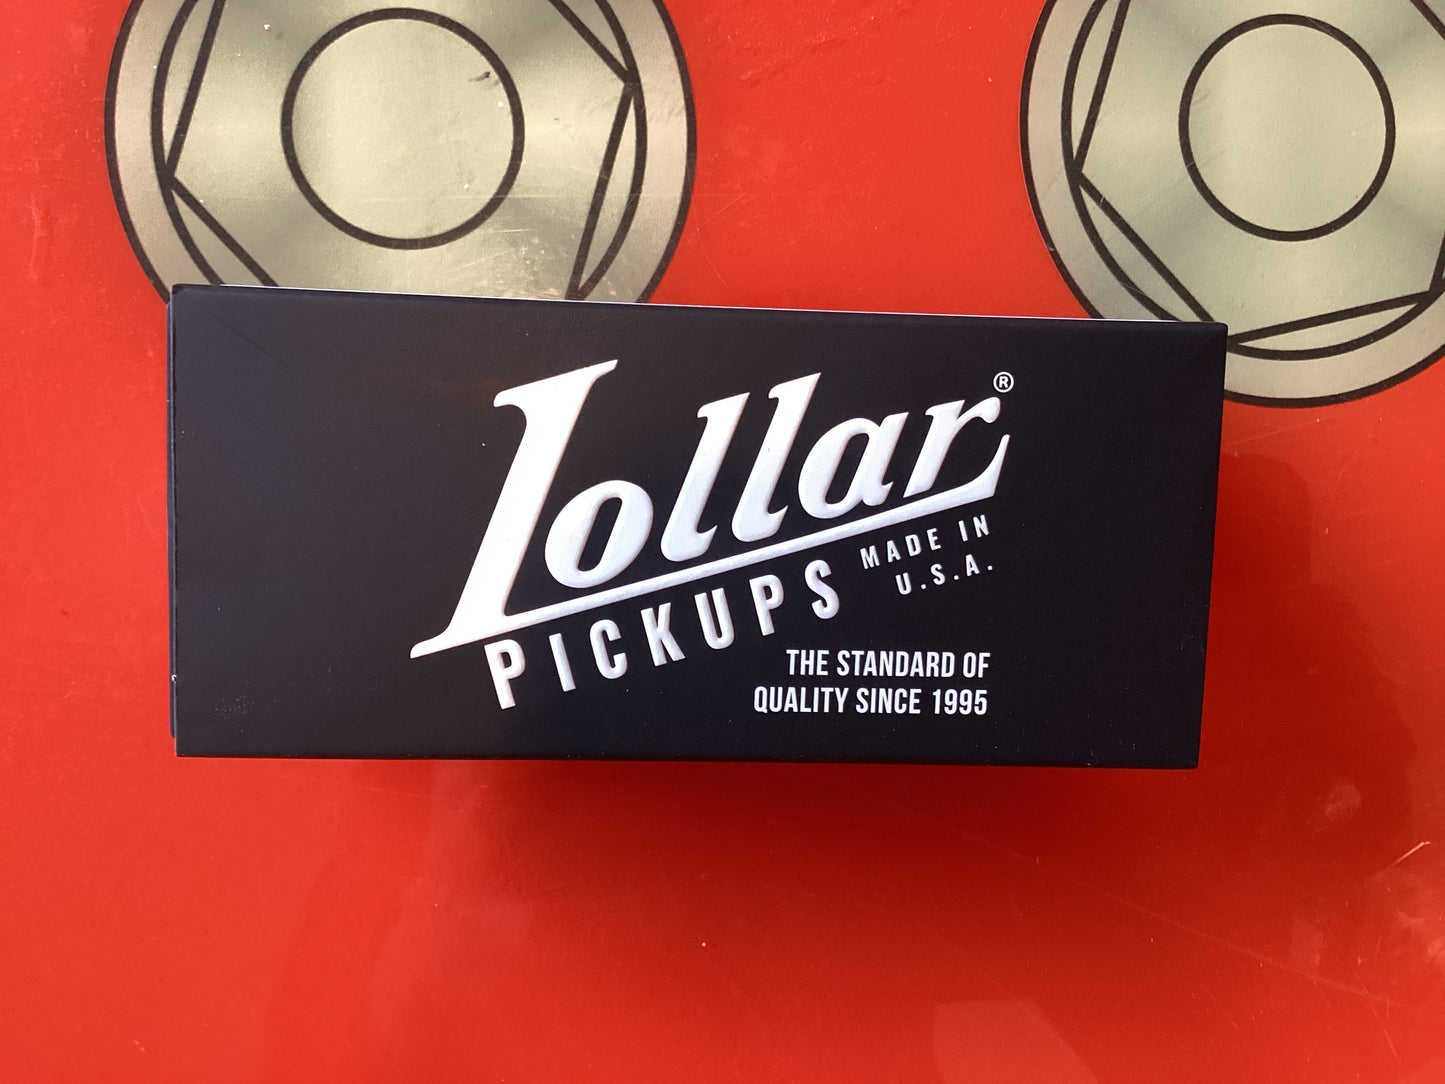 Lollar®
PICKUPS
MADE IN
U.S.A.
THE STANDARD OF
QUALITY SINCE 1995